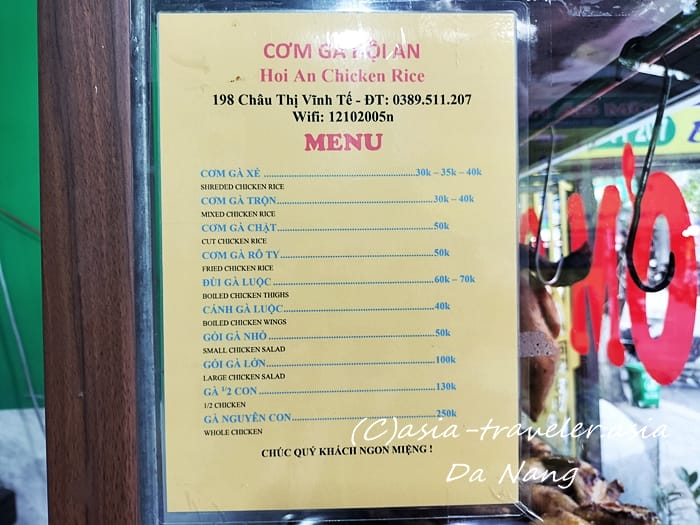 CƠM GÀ HỘI AN
Hoi An Chicken Rice
198 Châu Thị Vĩnh Tế - ĐT: 0389.511.207
Wifi: 12102005n
MENU
CƠM GÀ XÉ ........ 30k – 35k – 40k
SHREDED CHICKEN RICE
CƠM GÀ TRỘN ........ 30k – 40k
MIXED CHICKEN RICE
CƠM GÀ CHẶT ........ 50k
CUT CHICKEN RICE
CƠM GÀ RÔ TY ........ 50k
FRIED CHICKEN RICE
ĐÙI GÀ LUỘC ........ 60k – 70k
BOILED CHICKEN THIGHS
CÁNH GÀ LUỘC ........ 40k
BOILED CHICKEN WINGS
GỎI GÀ NHỎ ........ 50k
SMALL CHICKEN SALAD
GỎI GÀ LỚN ........ 100k
LARGE CHICKEN SALAD
GÀ 1/2 CON ........ 130k
1/2 CHICKEN
GÀ NGUYÊN CON ........ 250k
WHOLE CHICKEN
CHÚC QUÝ KHÁCH NGON MIỆNG !
(C)asia-traveler.asia
Da Nang